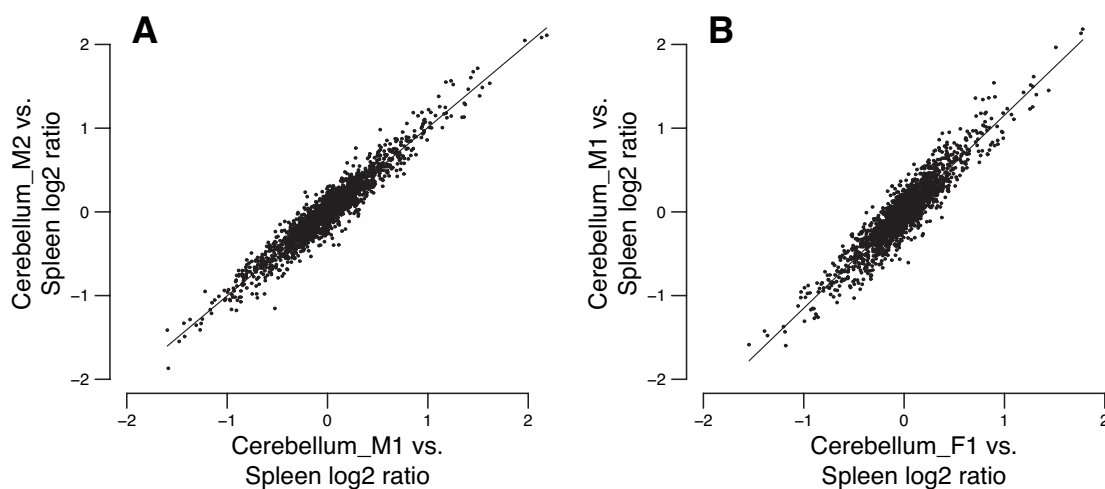 A
Cerebellum_M2 vs.
Spleen log2 ratio
2
1
0
−1
−2
−2
−1
0
1
2
Cerebellum_M1 vs.
Spleen log2 ratio
B
Cerebellum_M1 vs.
Spleen log2 ratio
2
1
0
−1
−2
−2
−1
0
1
2
Cerebellum_F1 vs.
Spleen log2 ratio